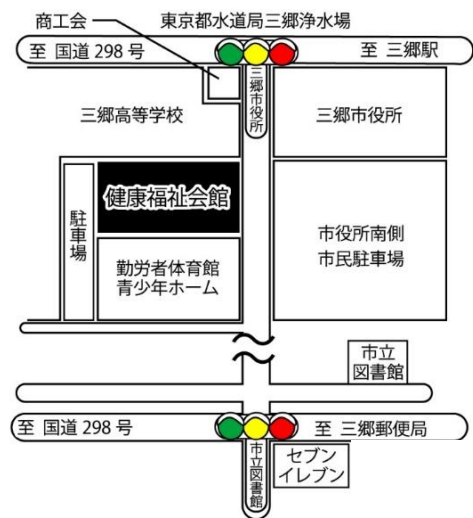 商工会
東京都水道局三郷浄水場
至 国道 298 号
至 三郷駅
三郷市役所
三郷高等学校
三郷市役所
健康福祉会館
駐車場
勤労者体育館
青少年ホーム
市役所南側
市民駐車場
市立
図書館
至 国道 298 号
至 三郷郵便局
市立図書館
セブン
イレブン